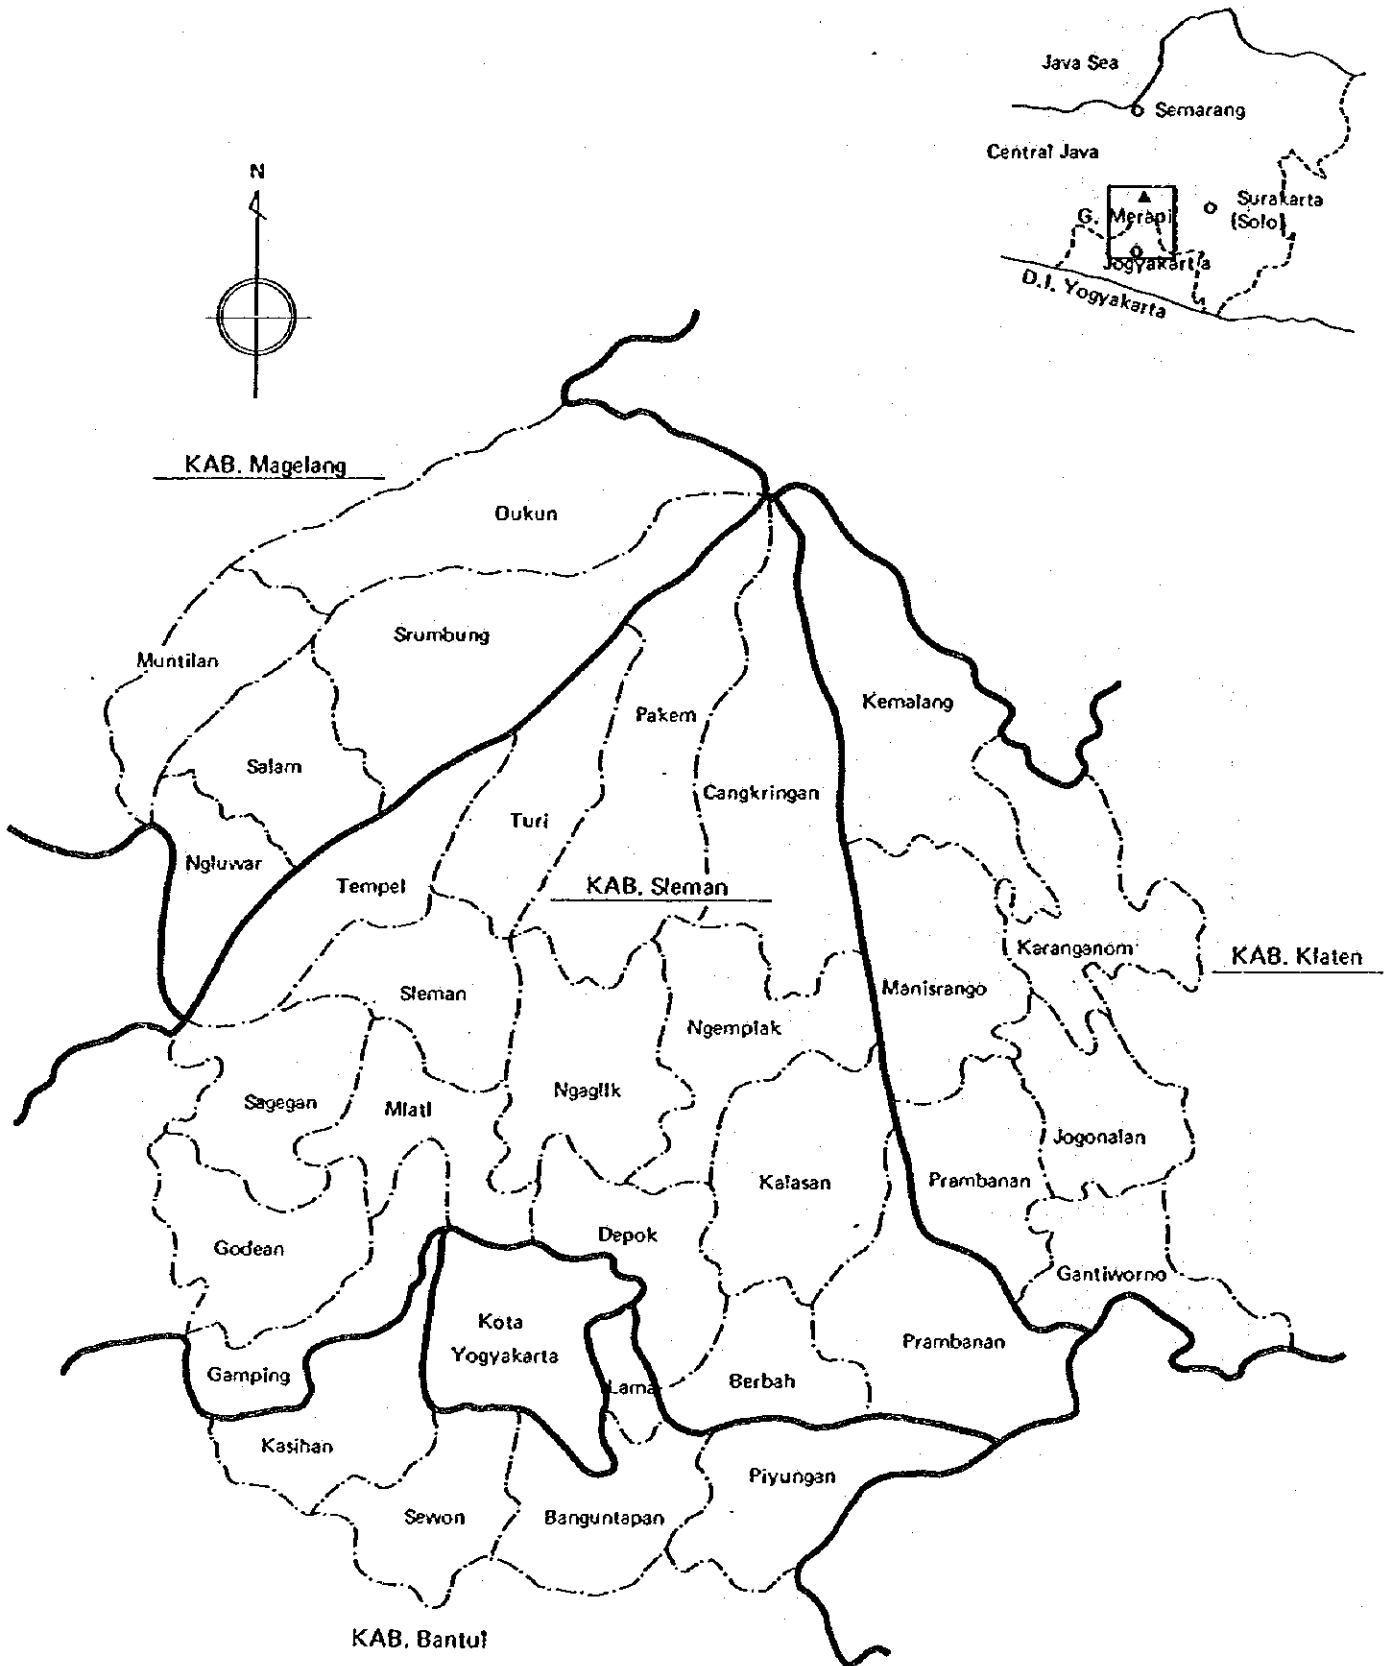 Java Sea
Semarang
Central Java
N
Surakarta
(Solo)
G. Merapi
Jogyakarta
D.I. Yogyakarta
KAB. Magelang
Dukun
Srumbung
Muntilan
Kemalang
Pakem
Salam
Cangkringan
Turi
Ngluwar
Tempel
KAB. Sleman
Karanganom
KAB. Klaten
Sleman
Manisrango
Ngemplak
Ngaglik
Sagegan
Mlati
Jogonalan
Kalasan
Prambanan
Depok
Godean
Gantiworno
Kota
Yogyakarta
Prambanan
Gamping
Lama
Berbah
Kasihan
Piyungan
Sewon
Banguntapan
KAB. Bantul